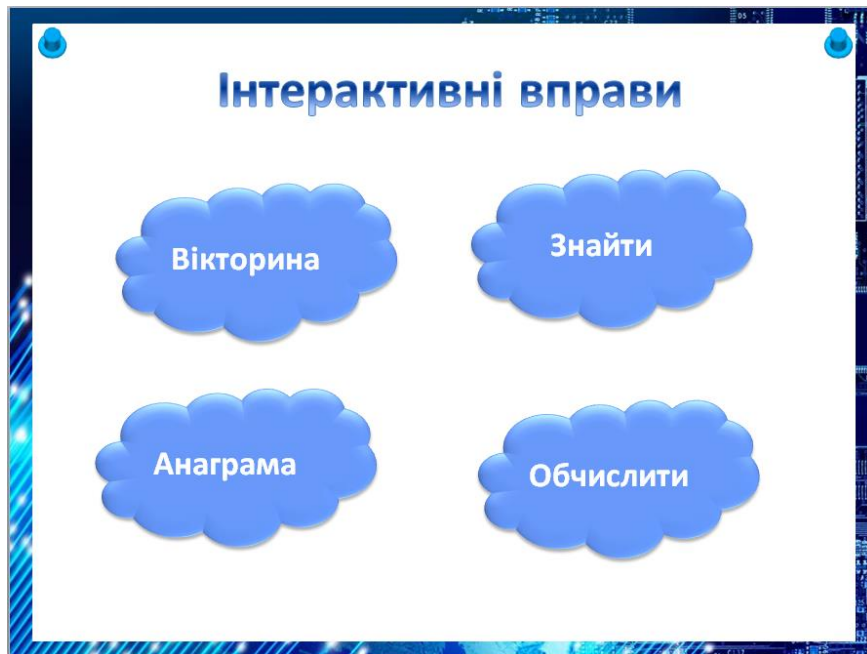 Інтерактивні вправи
Вікторина
Знайти
Анаграма
Обчислити